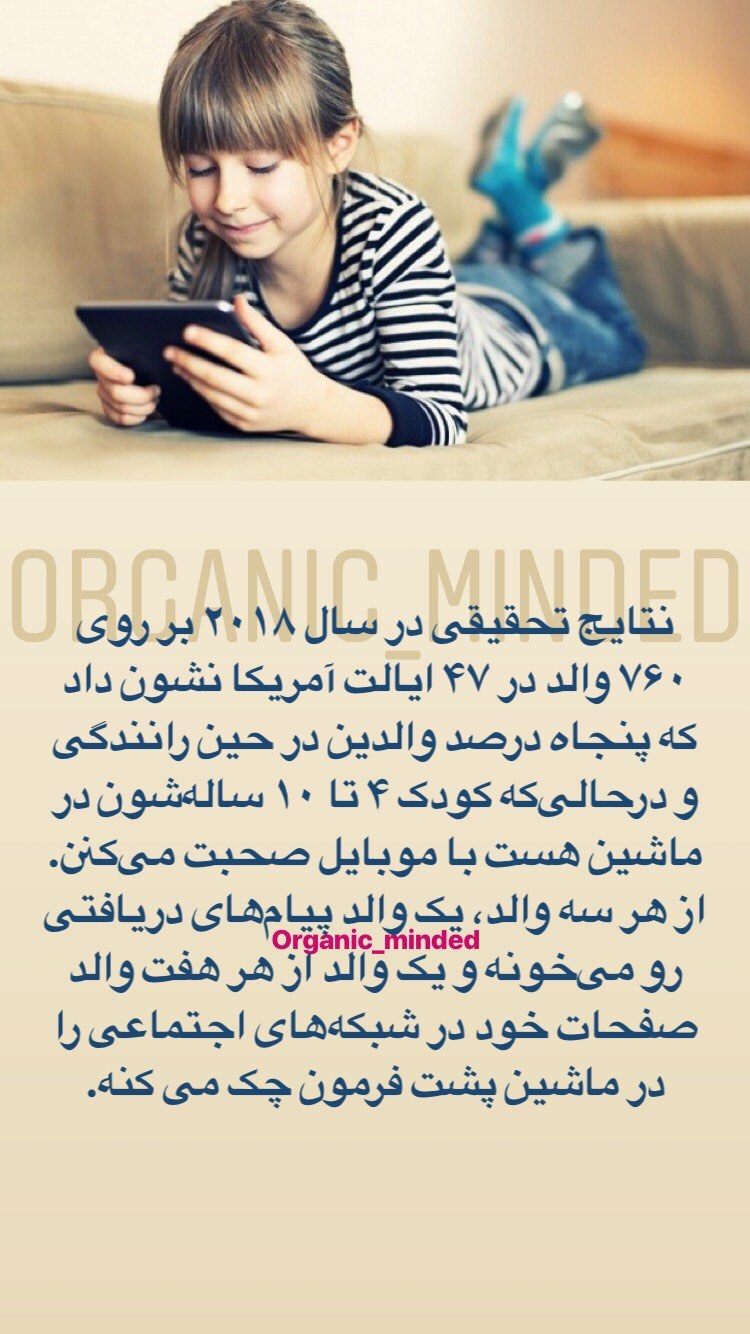 ORGANIC_MINDED
نتایج تحقیقی در سال ۲۰۱۸ بر روی
۷۶۰ والد در ۴۷ ایالت آمریکا نشون داد
که پنجاه درصد والدین در حین رانندگی
و درحالی‌که کودک ۴ تا ۱۰ ساله‌شون در
ماشین هست با موبایل صحبت می‌کنن.
از هر سه والد، یک والد پیام‌های دریافتی
Organic_minded
رو می‌خونه و یک والد از هر هفت والد
صفحات خود در شبکه‌های اجتماعی را
در ماشین پشت فرمون چک می کنه.